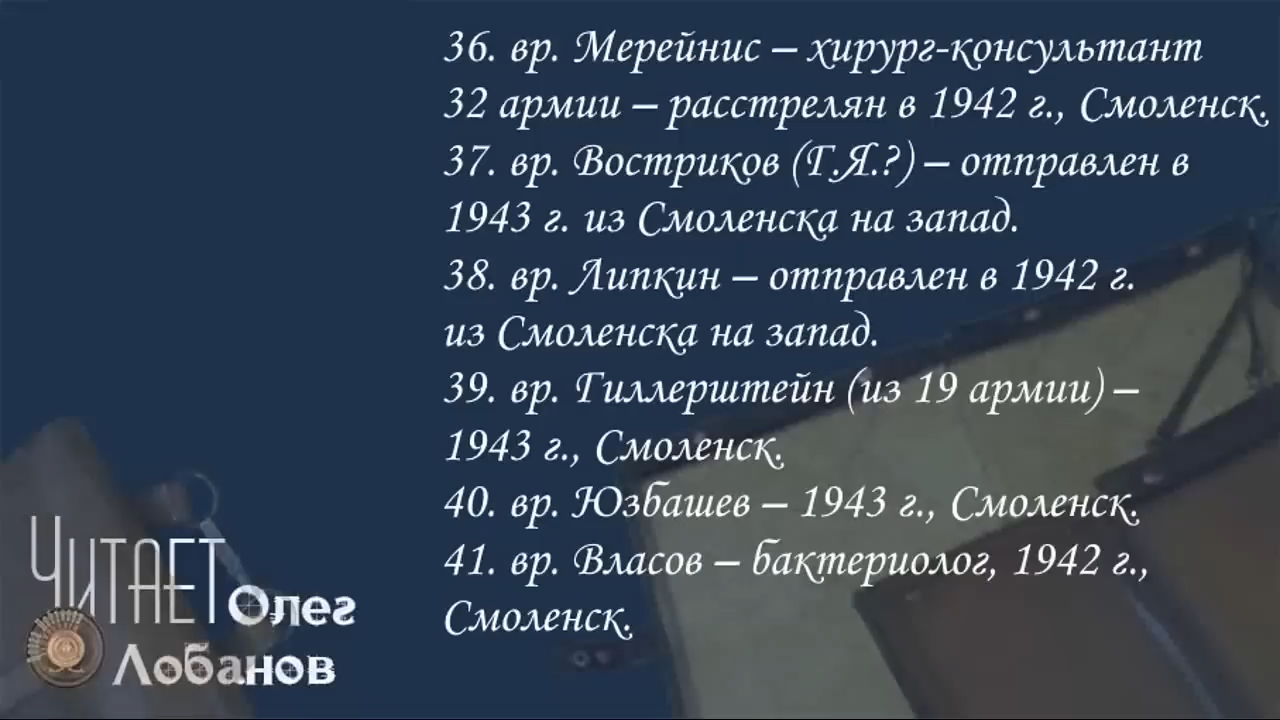 36. вр. Мерейнис – хирург-консультант
32 армии – расстрелян в 1942 г., Смоленск.
37. вр. Востриков (Г.Я.?) – отправлен в
1943 г. из Смоленска на запад.
38. вр. Липкин – отправлен в 1942 г.
из Смоленска на запад.
39. вр. Гиллерштейн (из 19 армии) –
1943 г., Смоленск.
40. вр. Юзбашев – 1943 г., Смоленск.
41. вр. Власов – бактериолог, 1942 г.,
Смоленск.
Читает
Олег
Лобанов